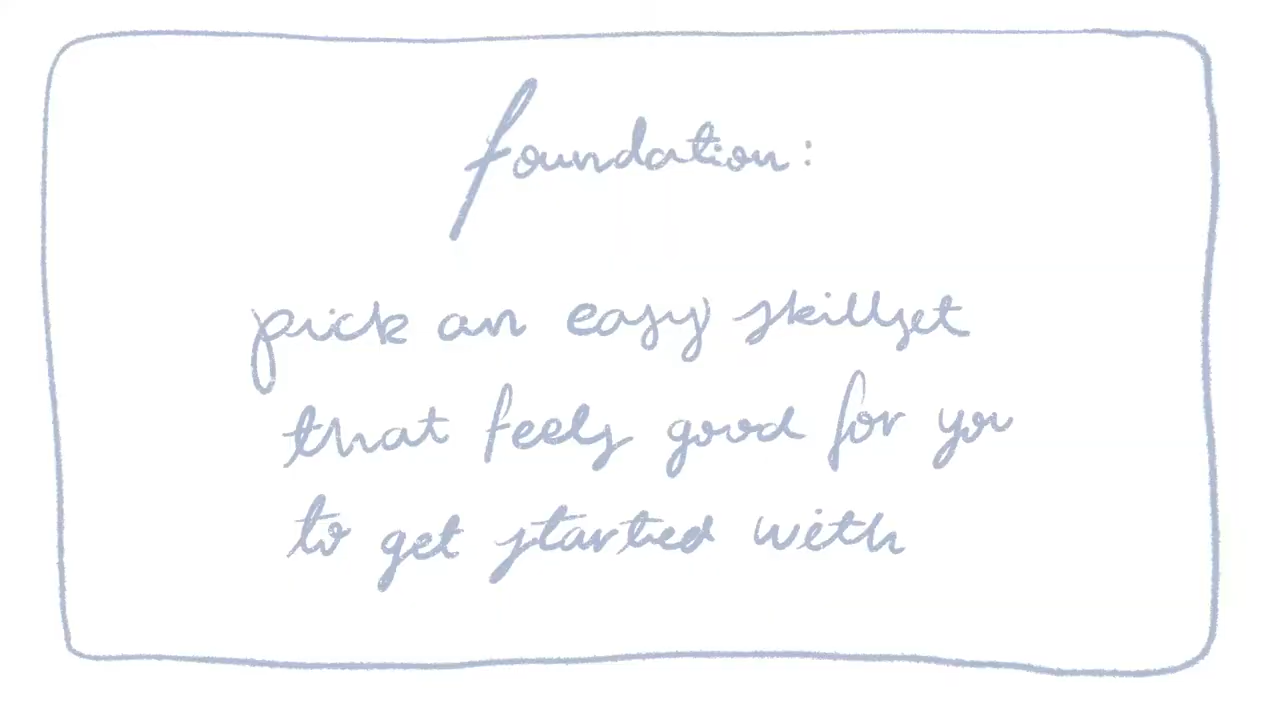 foundation:
pick an easy skillset
that feels good for you
to get started with